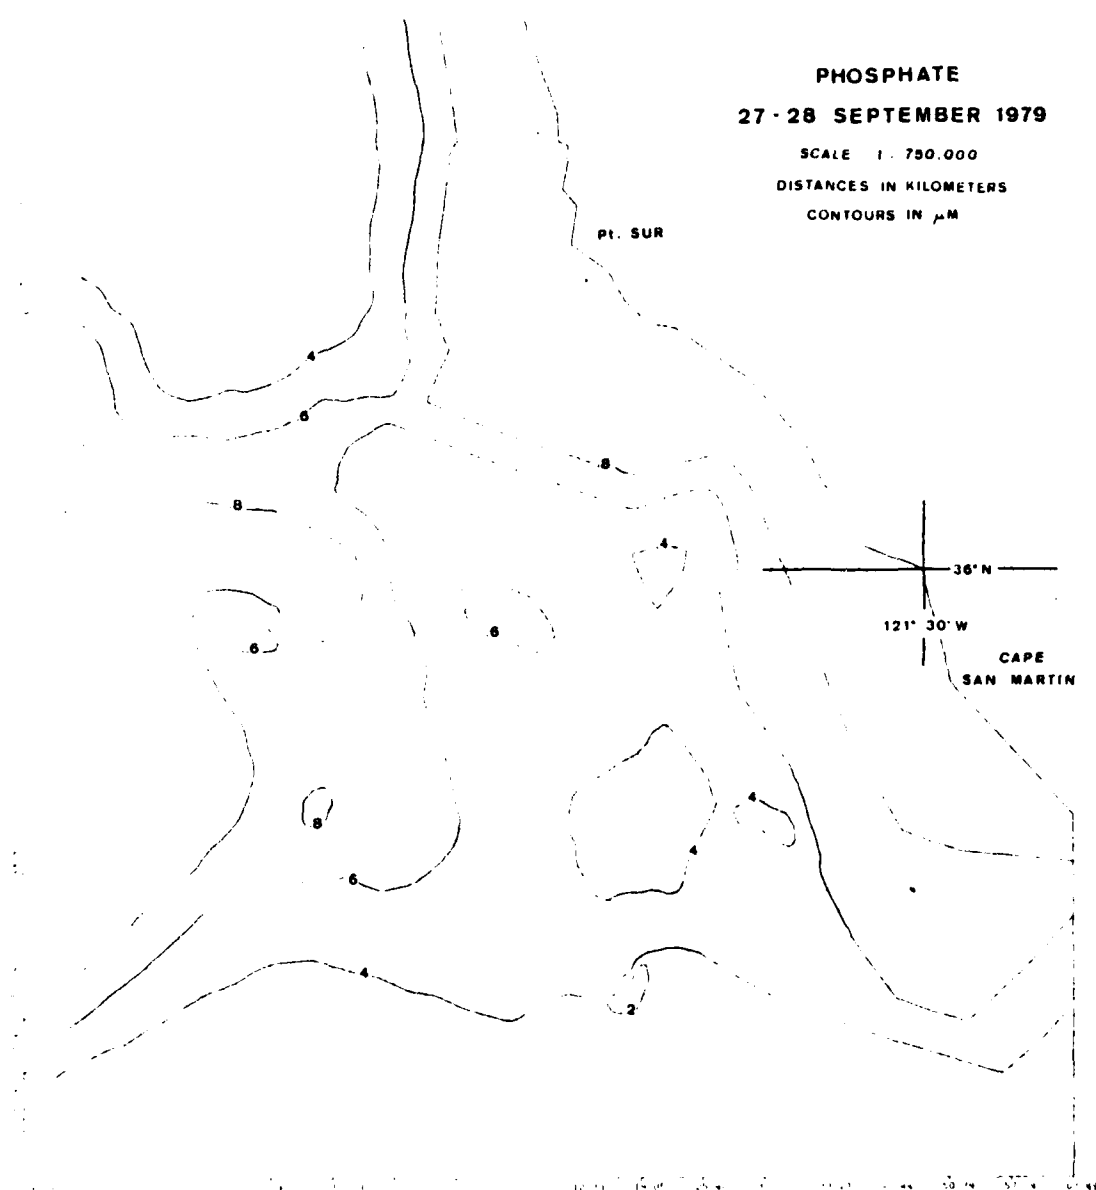 PHOSPHATE
27-28 SEPTEMBER 1979
SCALE 1:750,000
DISTANCES IN KILOMETERS
CONTOURS IN μM
Pt. SUR
4
6
8
8
4
36° N
6
121° 30' W
6
CAPE
SAN MARTIN
4
8
4
6
4
2